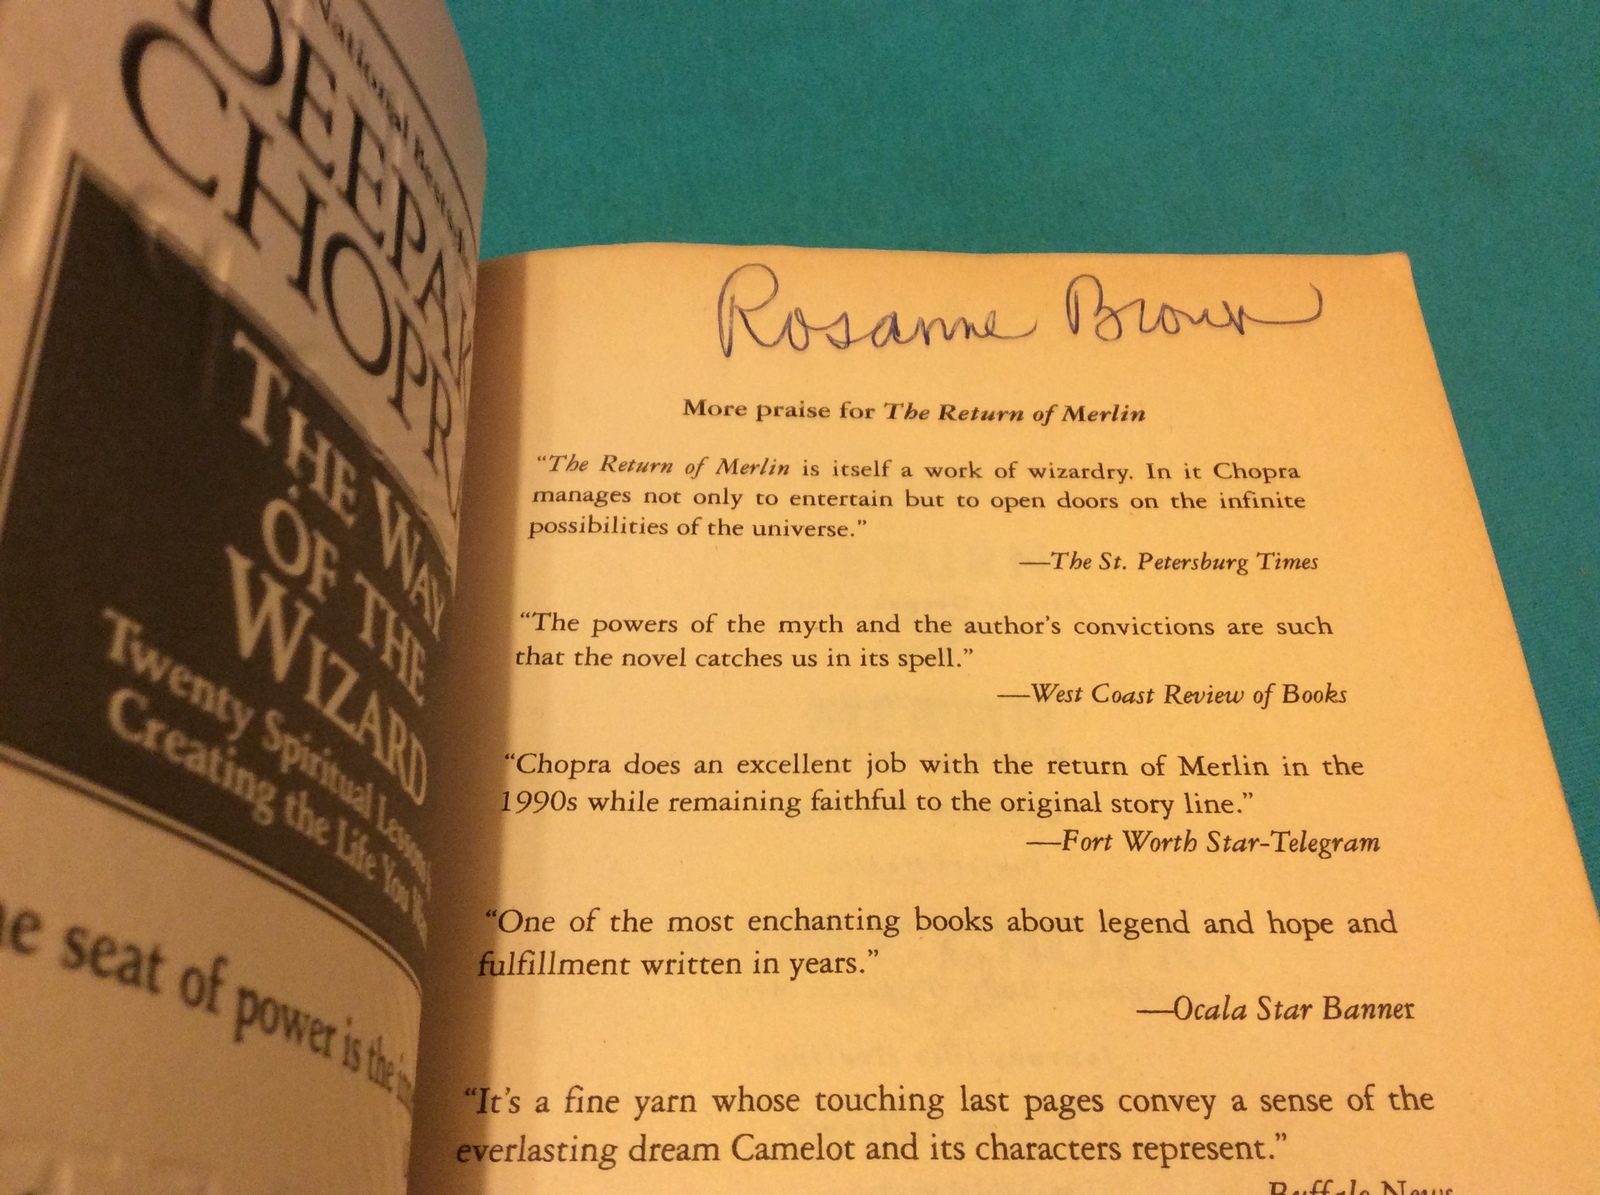 National
DEEPAK
CHOPR
THE WAY
OF THE
WIZARD
Twenty Spiritual Lessons
Creating the Life You
seat of power is the
Rosanne Brown
More praise for The Return of Merlin
“The Return of Merlin is itself a work of wizardry. In it Chopra
manages not only to entertain but to open doors on the infinite
possibilities of the universe.”
—The St. Petersburg Times
“The powers of the myth and the author's convictions are such
that the novel catches us in its spell.”
—West Coast Review of Books
“Chopra does an excellent job with the return of Merlin in the
1990s while remaining faithful to the original story line.”
—Fort Worth Star-Telegram
“One of the most enchanting books about legend and hope and
fulfillment written in years.”
—Ocala Star Banner
“It's a fine yarn whose touching last pages convey a sense of the
everlasting dream Camelot and its characters represent.”
Buffalo News